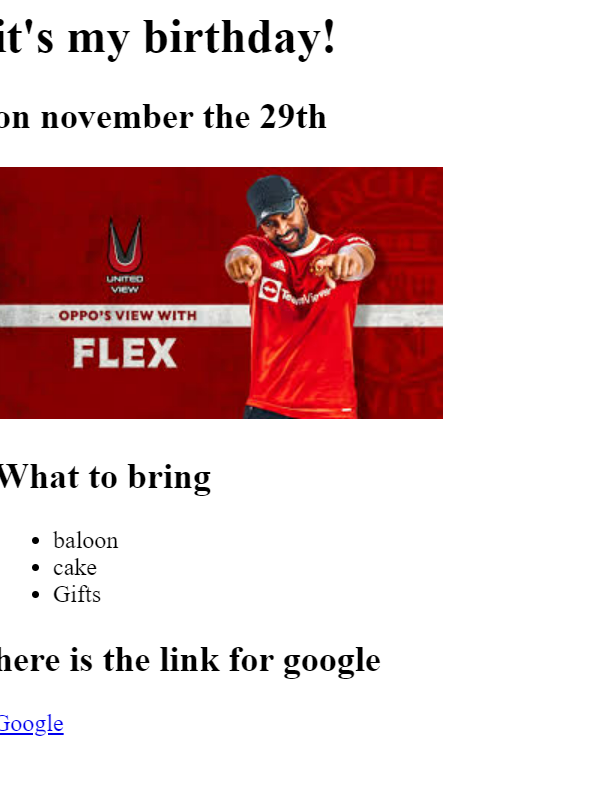 it's my birthday!
on november the 29th
UNITED
VIEW
OPPO'S VIEW WITH
FLEX
TeamViewer
What to bring
baloon
cake
Gifts
here is the link for google
Google